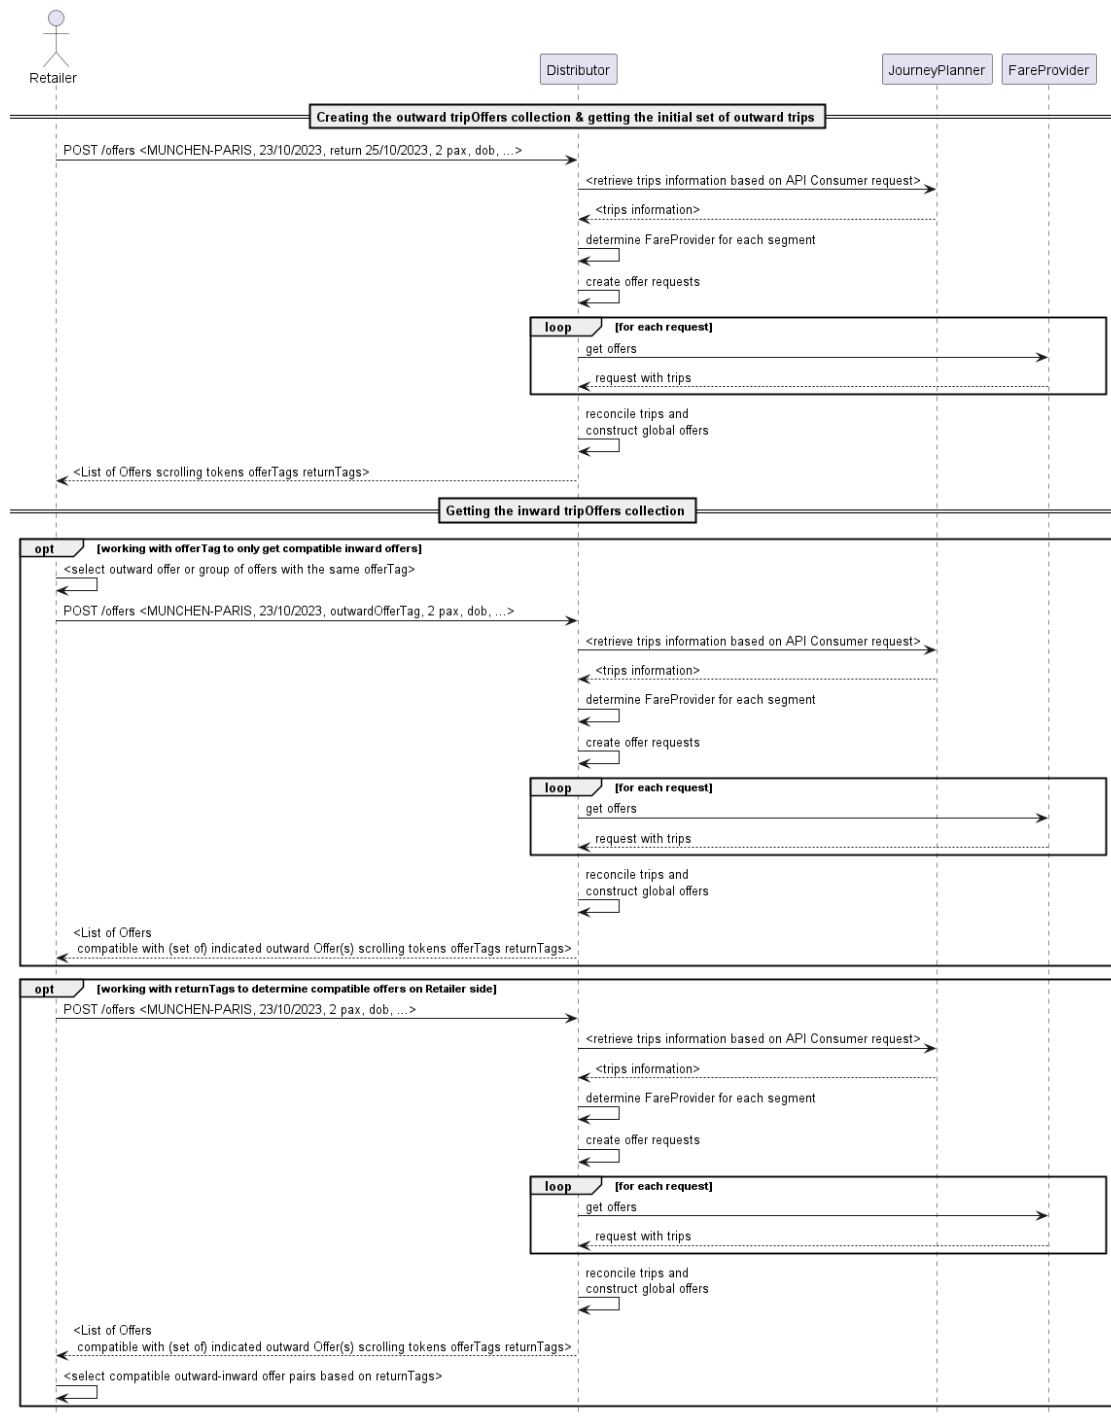 Retailer
Distributor
JourneyPlanner
FareProvider
Creating the outward tripOffers collection & getting the initial set of outward trips
POST /offers <MUNCHEN-PARIS, 23/10/2023, return 25/10/2023, 2 pax, dob, ...>
<retrieve trips information based on API Consumer request>
<trips information>
determine FareProvider for each segment
create offer requests
loop [for each request]
get offers
request with trips
reconcile trips and
construct global offers
<List of Offers scrolling tokens offerTags returnTags>
Getting the inward tripOffers collection
opt [working with offerTag to only get compatible inward offers]
<select outward offer or group of offers with the same offerTag>
POST /offers <MUNCHEN-PARIS, 23/10/2023, outwardOfferTag, 2 pax, dob, ...>
<retrieve trips information based on API Consumer request>
<trips information>
determine FareProvider for each segment
create offer requests
loop [for each request]
get offers
request with trips
reconcile trips and
construct global offers
<List of Offers
compatible with (set of) indicated outward Offer(s) scrolling tokens offerTags returnTags>
opt [working with returnTags to determine compatible offers on Retailer side]
POST /offers <MUNCHEN-PARIS, 23/10/2023, 2 pax, dob, ...>
<retrieve trips information based on API Consumer request>
<trips information>
determine FareProvider for each segment
create offer requests
loop [for each request]
get offers
request with trips
reconcile trips and
construct global offers
<List of Offers
compatible with (set of) indicated outward Offer(s) scrolling tokens offerTags returnTags>
<select compatible outward-inward offer pairs based on returnTags>